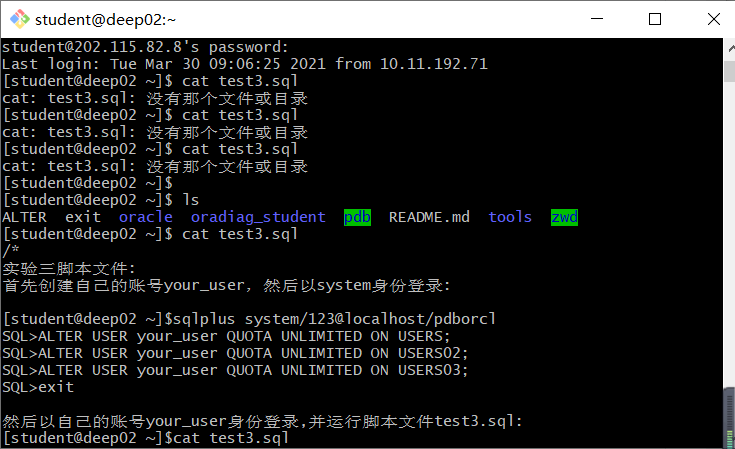 student@deep02:~
student@202.115.82.8's password:
Last login: Tue Mar 30 09:06:25 2021 from 10.11.192.71
[student@deep02 ~]$ cat test3.sql
cat: test3.sql: 没有那个文件或目录
[student@deep02 ~]$ cat test3.sql
cat: test3.sql: 没有那个文件或目录
[student@deep02 ~]$ cat test3.sql
cat: test3.sql: 没有那个文件或目录
[student@deep02 ~]$
[student@deep02 ~]$ ls
ALTER  exit  oracle  oradiag_student  pdb  README.md  tools  zwd
[student@deep02 ~]$ cat test3.sql
/*
实验三脚本文件:
首先创建自己的账号your_user，然后以system身份登录:
[student@deep02 ~]$sqlplus system/123@localhost/pdborcl
SQL>ALTER USER your_user QUOTA UNLIMITED ON USERS;
SQL>ALTER USER your_user QUOTA UNLIMITED ON USERS02;
SQL>ALTER USER your_user QUOTA UNLIMITED ON USERS03;
SQL>exit
然后以自己的账号your_user身份登录,并运行脚本文件test3.sql:
[student@deep02 ~]$cat test3.sql